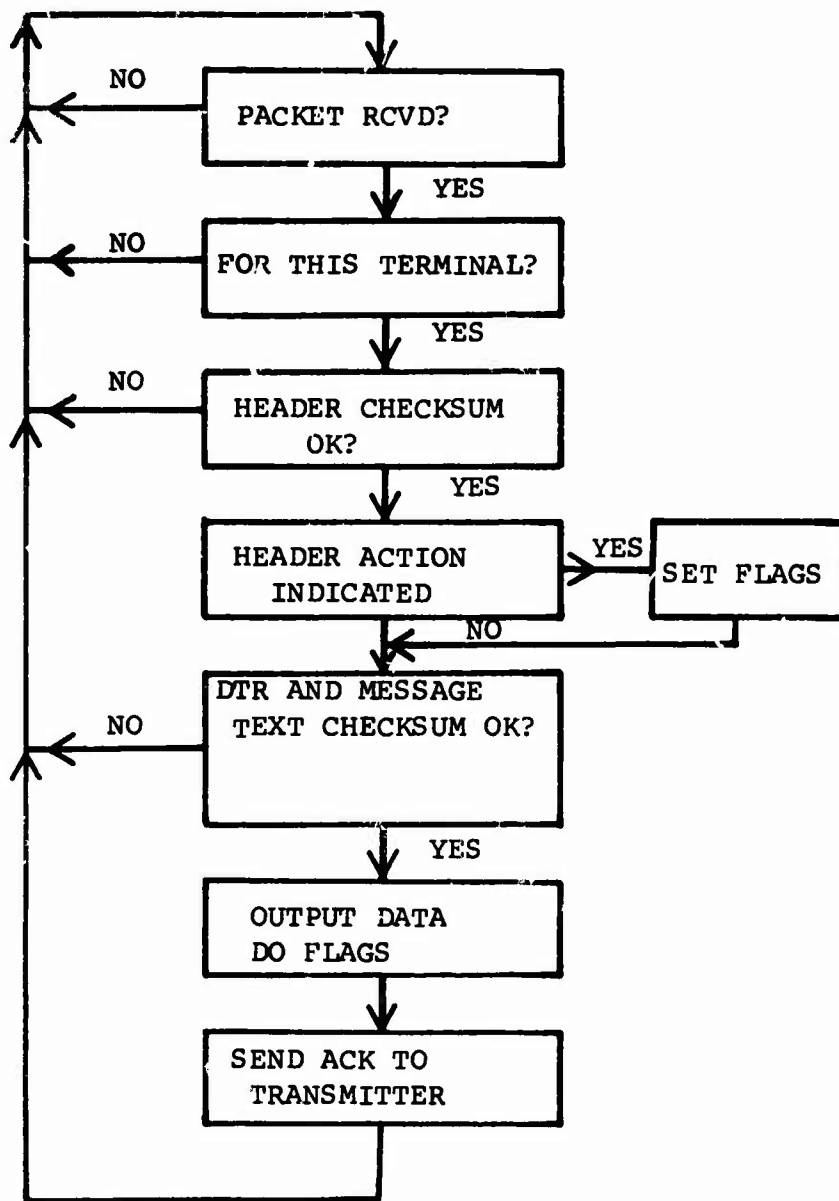 NO
PACKET RCVD?
YES
NO
FOR THIS TERMINAL?
YES
NO
HEADER CHECKSUM
OK?
YES
HEADER ACTION
INDICATED
YES
SET FLAGS
NO
DTR AND MESSAGE
TEXT CHECKSUM OK?
NO
YES
OUTPUT DATA
DO FLAGS
SEND ACK TO
TRANSMITTER